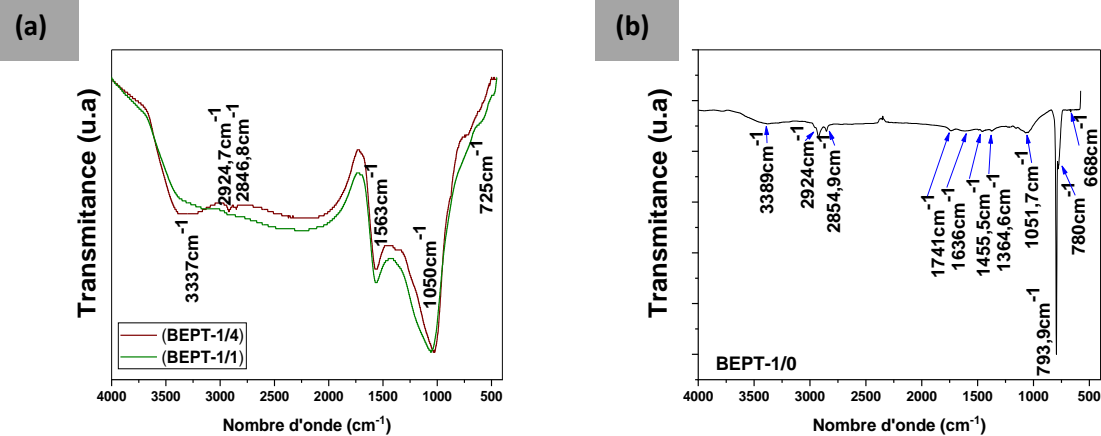 (a)
Transmitance (u.a)
3337cm-1
2924,7cm-1
2846,8cm-1
1563cm-1
1050cm-1
725cm-1
(BEPT-1/4)
(BEPT-1/1)
4000 3500 3000 2500 2000 1500 1000 500
Nombre d'onde (cm-1)
(b)
Transmitance (u.a)
3389cm-1
2924cm-1
2854,9cm-1
1741cm-1
1636cm-1
1455,5cm-1
1364,6cm-1
1051,7cm-1
793,9cm-1
780cm-1
668cm-1
BEPT-1/0
4000 3500 3000 2500 2000 1500 1000 500
Nombre d'onde (cm-1)